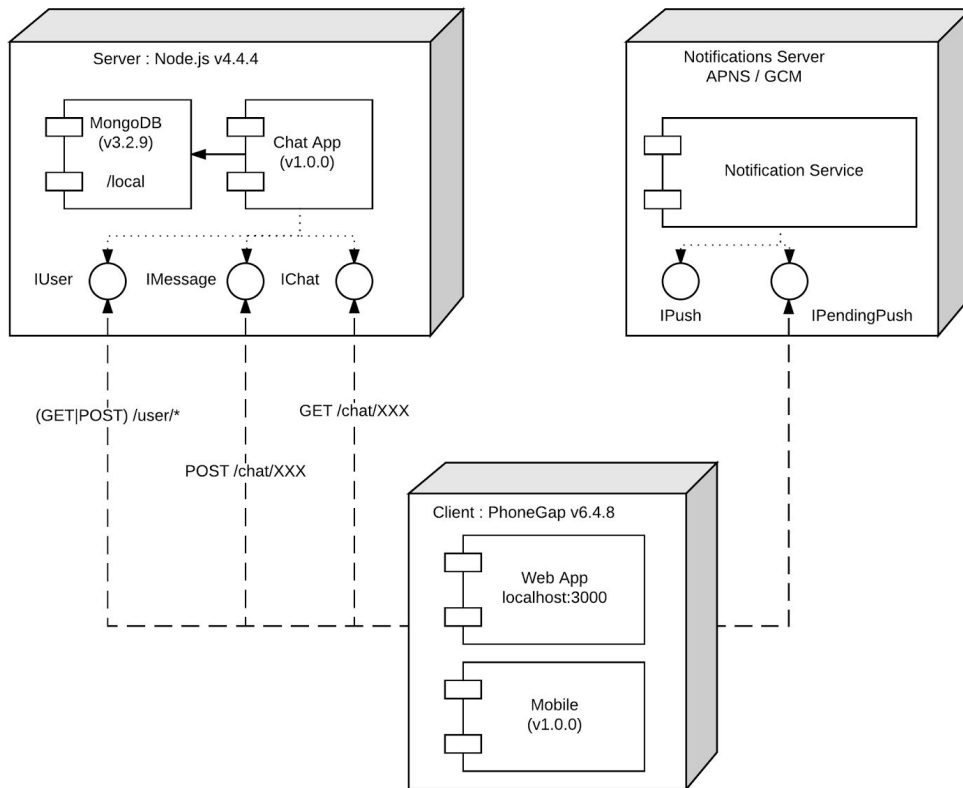 Server : Node.js v4.4.4
MongoDB
(v3.2.9)
/local
Chat App
(v1.0.0)
IUser
IMessage
IChat
Notifications Server
APNS / GCM
Notification Service
IPush
IPendingPush
(GET|POST) /user/*
GET /chat/XXX
POST /chat/XXX
Client : PhoneGap v6.4.8
Web App
localhost:3000
Mobile
(v1.0.0)